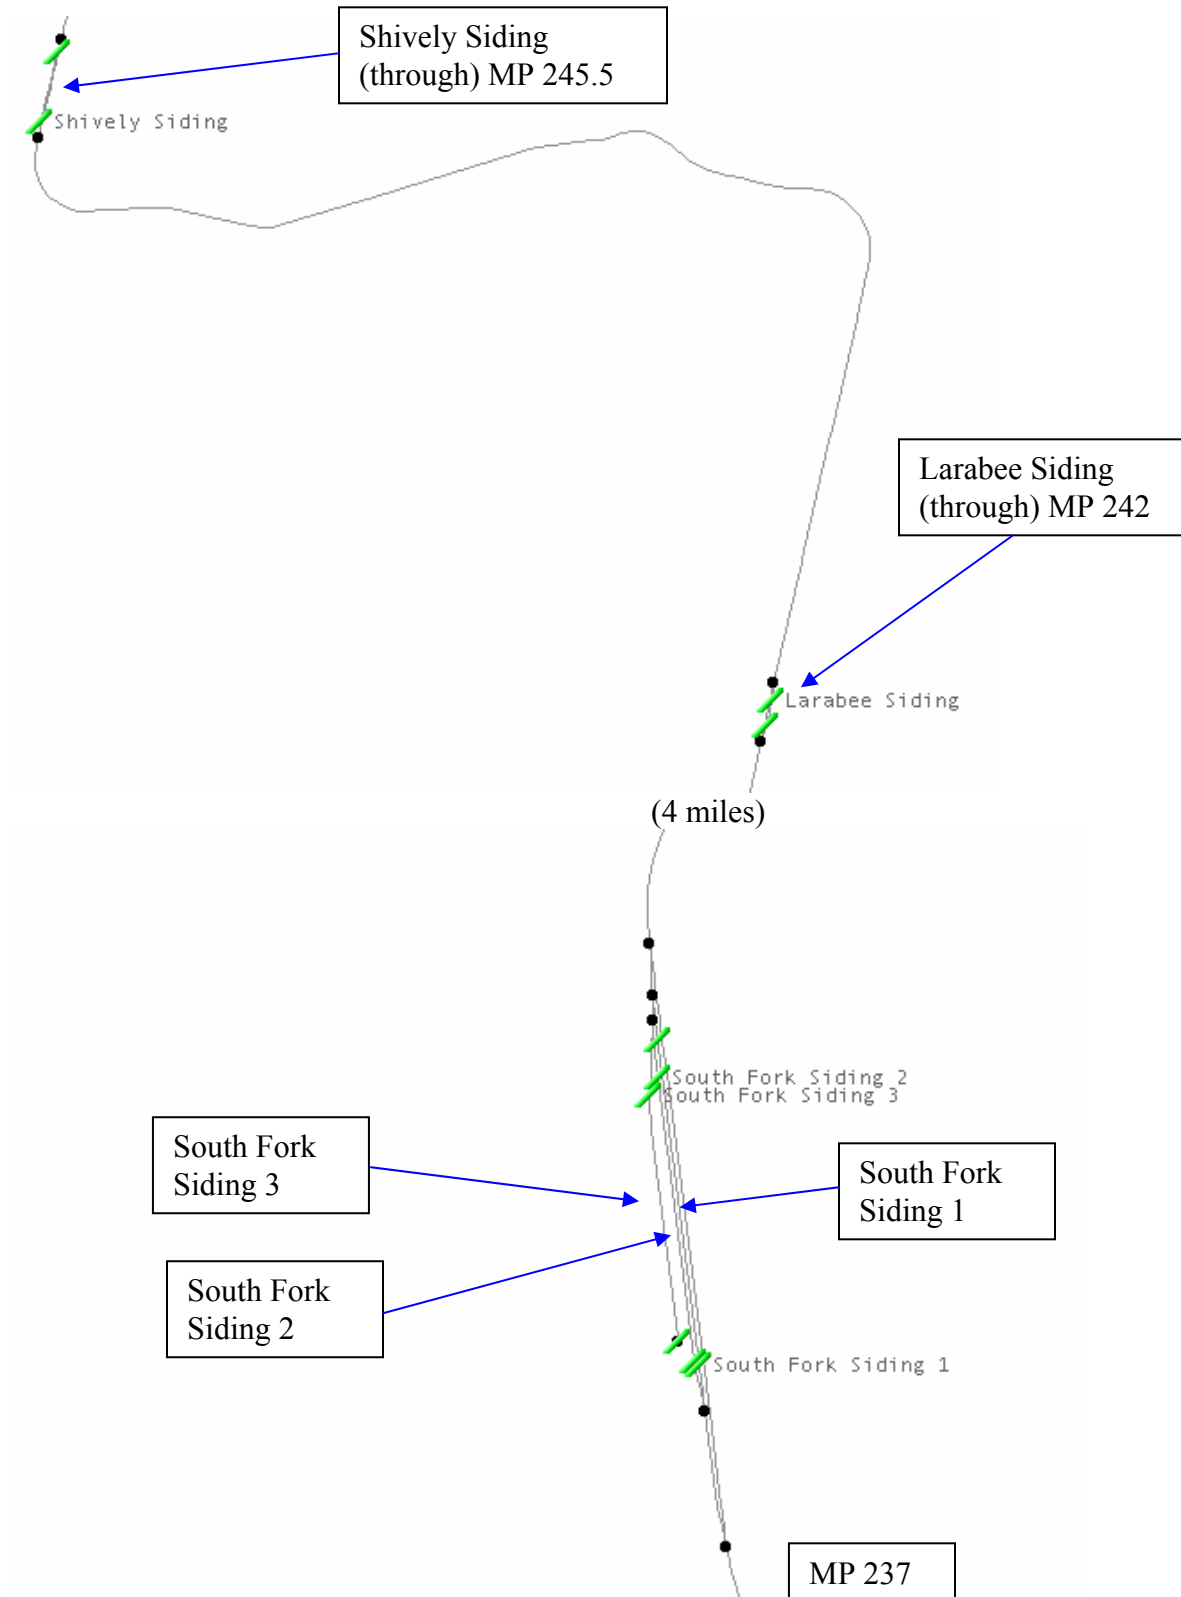 Shively Siding
(through) MP 245.5
Shively Siding
Larabee Siding
(through) MP 242
Larabee Siding
(4 miles)
South Fork Siding 2
South Fork Siding 3
South Fork
Siding 3
South Fork
Siding 1
South Fork
Siding 2
South Fork Siding 1
MP 237